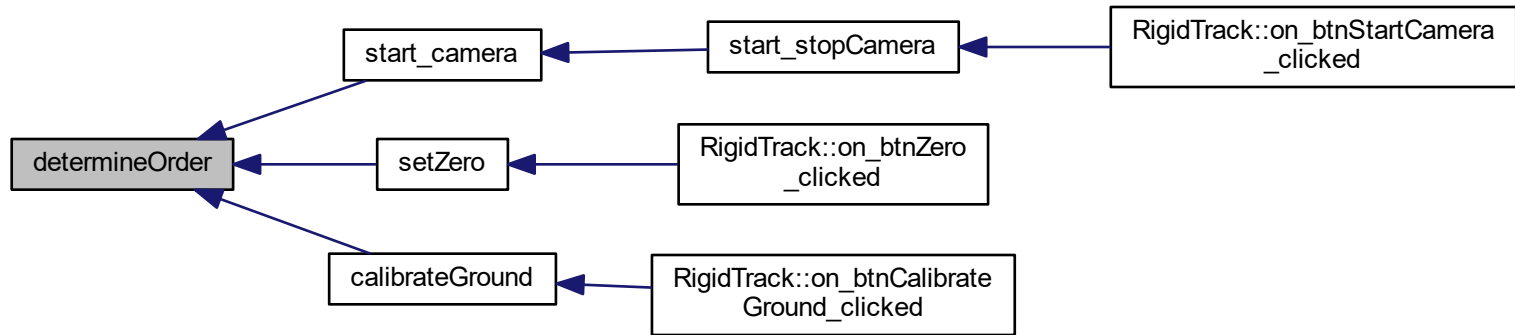 determineOrder
start_camera
start_stopCamera
RigidTrack::on_btnStartCamera
_clicked
setZero
RigidTrack::on_btnZero
_clicked
calibrateGround
RigidTrack::on_btnCalibrate
Ground_clicked